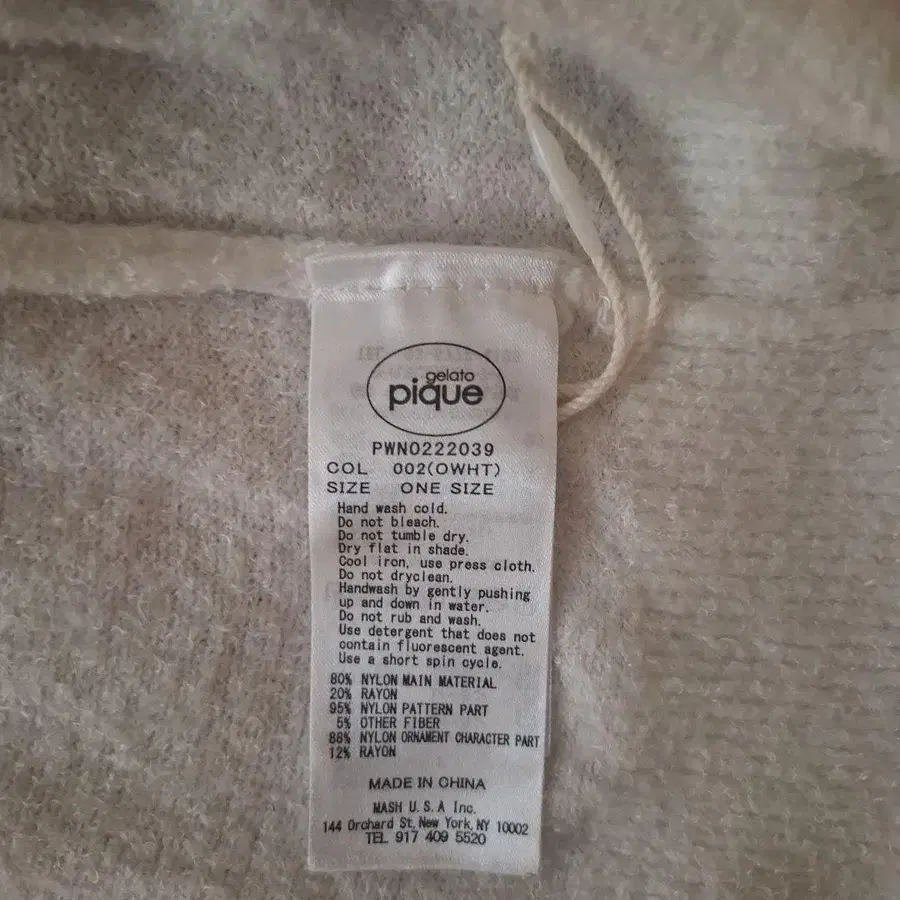 gelato
pique
PWNO222039
COL 002(OWHT)
SIZE ONE SIZE
Hand wash cold.
Do not bleach.
Do not tumble dry.
Dry flat in shade.
Cool iron, use press cloth.
Do not dryclean.
Handwash by gently pushing
up and down in water.
Do not rub and wash.
Use detergent that does not
contain fluorescent agent.
Use a short spin cycle.
80% NYLON MAIN MATERIAL
20% RAYON
95% NYLON PATTERN PART
5% OTHER FIBER
88% NYLON ORNAMENT CHARACTER PART
12% RAYON
MADE IN CHINA
MASH U.S.A Inc.
144 Orchard St, New York, NY 10002
TEL 917 409 5520